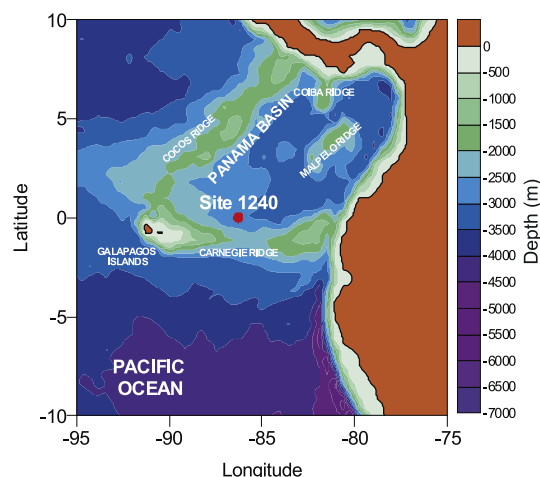 10
5
0
-5
-10
-95
-90
-85
-80
-75
Latitude
Longitude
COIBA RIDGE
COCOS RIDGE
PANAMA BASIN
MALPELO RIDGE
Site 1240
GALAPAGOS
ISLANDS
CARNEGIE RIDGE
PACIFIC
OCEAN
0
-500
-1000
-1500
-2000
-2500
-3000
-3500
-4000
-4500
-5000
-5500
-6000
-6500
-7000
Depth (m)